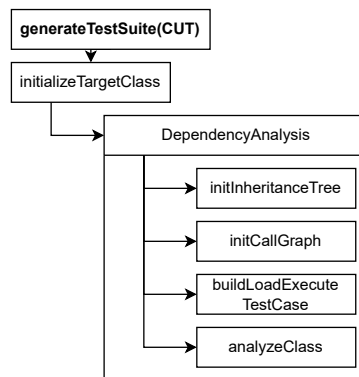 generateTestSuite(CUT)
initializeTargetClass
DependencyAnalysis
initInheritanceTree
initCallGraph
buildLoadExecute
TestCase
analyzeClass